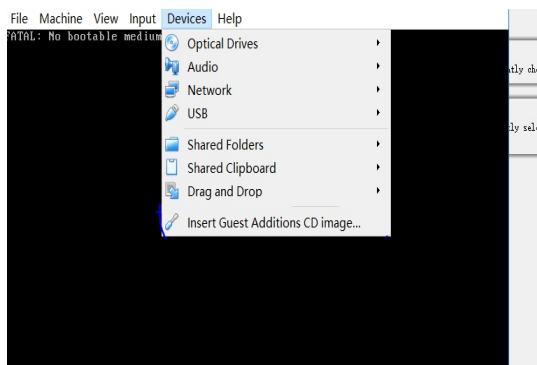 File Machine View Input Devices Help
FATAL: No bootable medium
Optical Drives
Audio
Network
USB
Shared Folders
Shared Clipboard
Drag and Drop
Insert Guest Additions CD image...